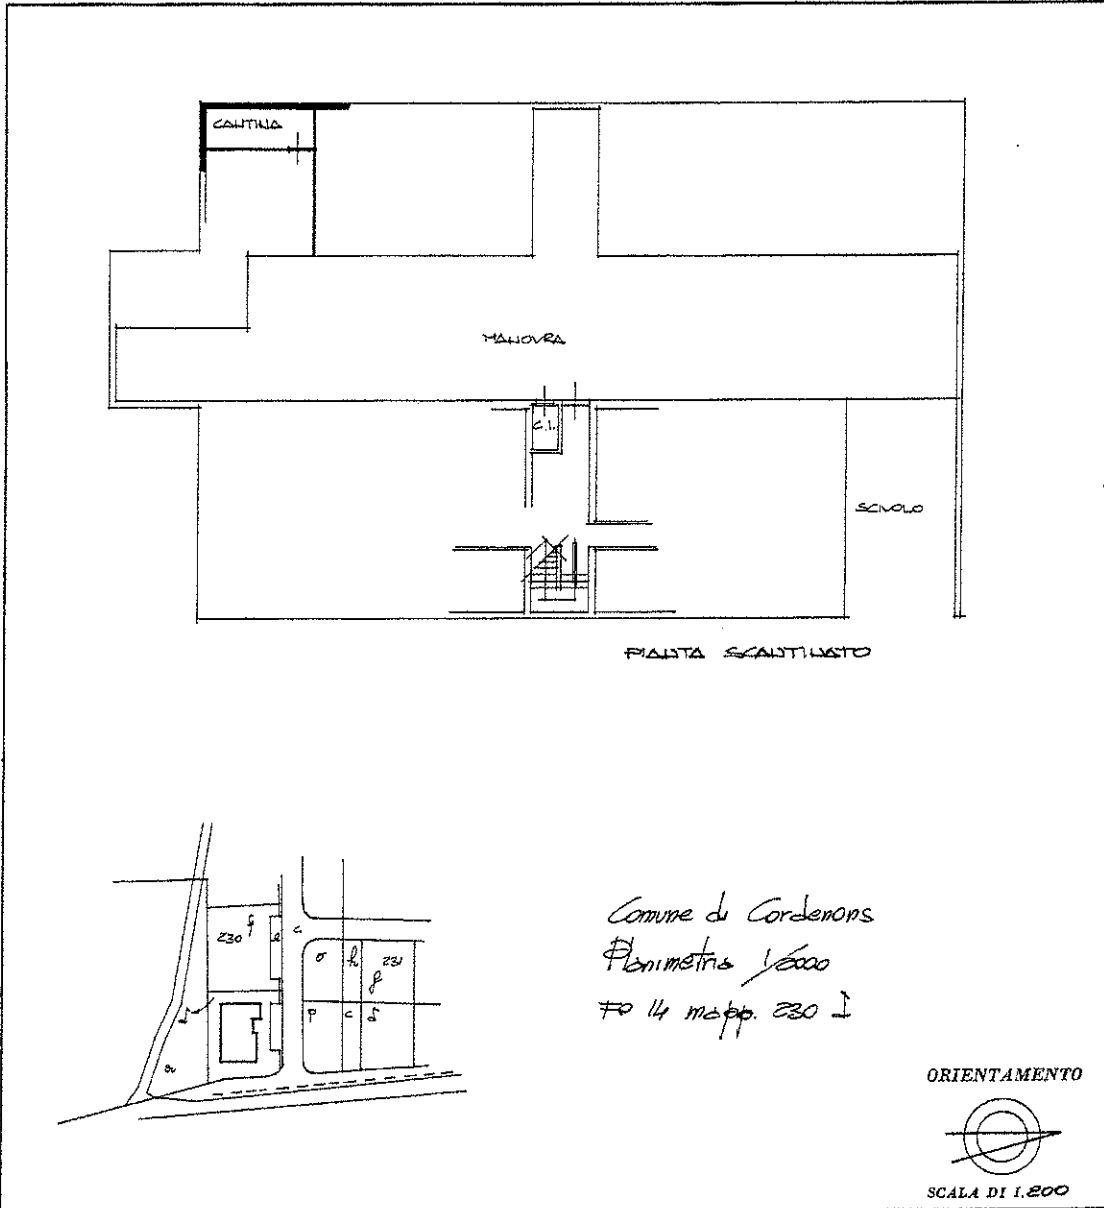 CANTINA
MANOVRA
C.I.
SCIVOLO
PIANTA SCANTINATO
230 f
e
c
h
231
g
p c d
d
a
Comune di Cordenons
Planimetria 1/2000
F° 14 mapp. 230
ORIENTAMENTO
SCALA DI 1.200